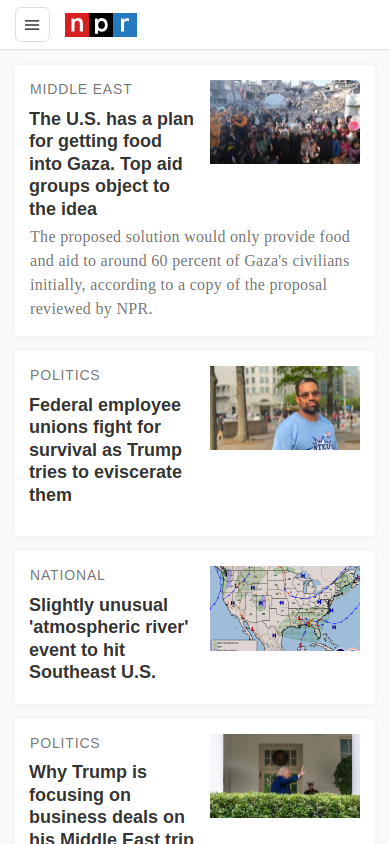 npr
MIDDLE EAST
The U.S. has a plan
for getting food
into Gaza. Top aid
groups object to
the idea
The proposed solution would only provide food
and aid to around 60 percent of Gaza's civilians
initially, according to a copy of the proposal
reviewed by NPR.
POLITICS
Federal employee
unions fight for
survival as Trump
tries to eviscerate
them
NATIONAL
Slightly unusual
'atmospheric river'
event to hit
Southeast U.S.
POLITICS
Why Trump is
focusing on
business deals on
his Middle East trip